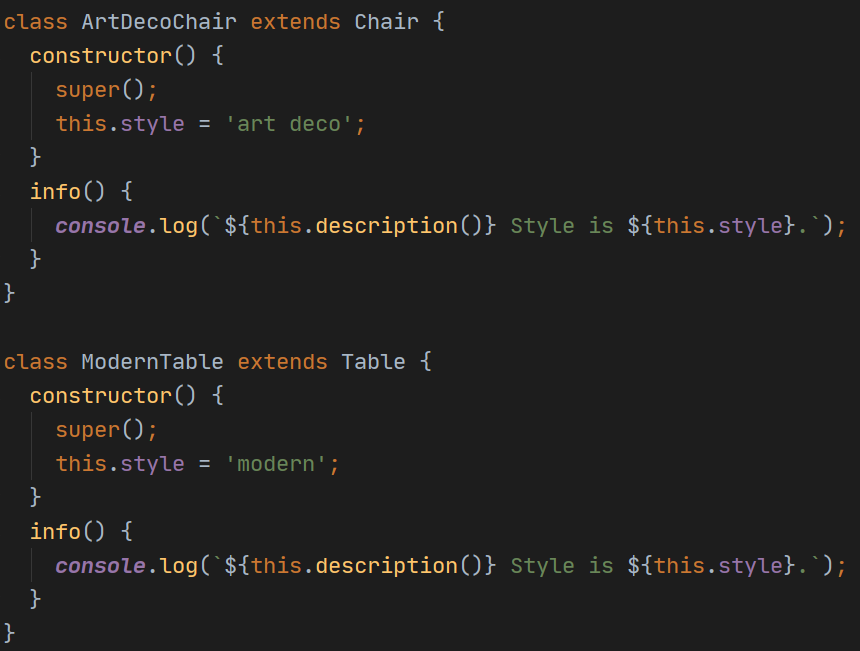 class ArtDecoChair extends Chair {
  constructor() {
    super();
    this.style = 'art deco';
  }
  info() {
    console.log(`${this.description()} Style is ${this.style}.`);
  }
}

class ModernTable extends Table {
  constructor() {
    super();
    this.style = 'modern';
  }
  info() {
    console.log(`${this.description()} Style is ${this.style}.`);
  }
}